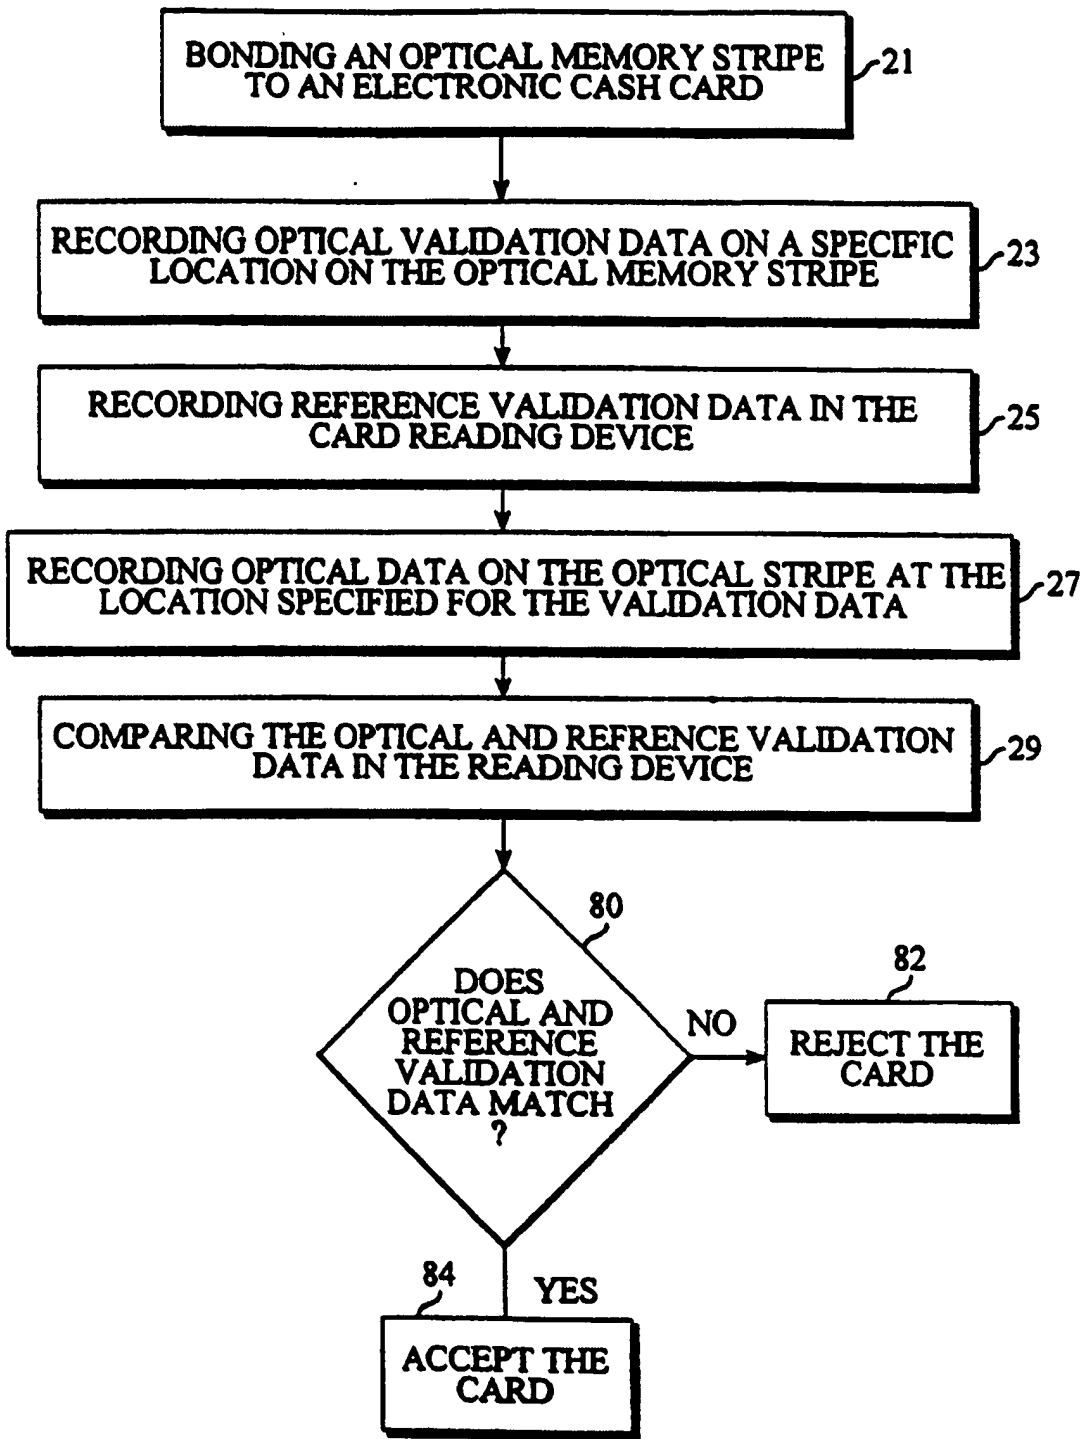 BONDING AN OPTICAL MEMORY STRIPE
TO AN ELECTRONIC CASH CARD
21
RECORDING OPTICAL VALIDATION DATA ON A SPECIFIC
LOCATION ON THE OPTICAL MEMORY STRIPE
23
RECORDING REFERENCE VALIDATION DATA IN THE
CARD READING DEVICE
25
RECORDING OPTICAL DATA ON THE OPTICAL STRIPE AT THE
LOCATION SPECIFIED FOR THE VALIDATION DATA
27
COMPARING THE OPTICAL AND REFRENCE VALIDATION
DATA IN THE READING DEVICE
29
80
DOES
OPTICAL AND
REFERENCE
VALIDATION
DATA MATCH
?
NO
82
REJECT THE
CARD
YES
84
ACCEPT THE
CARD